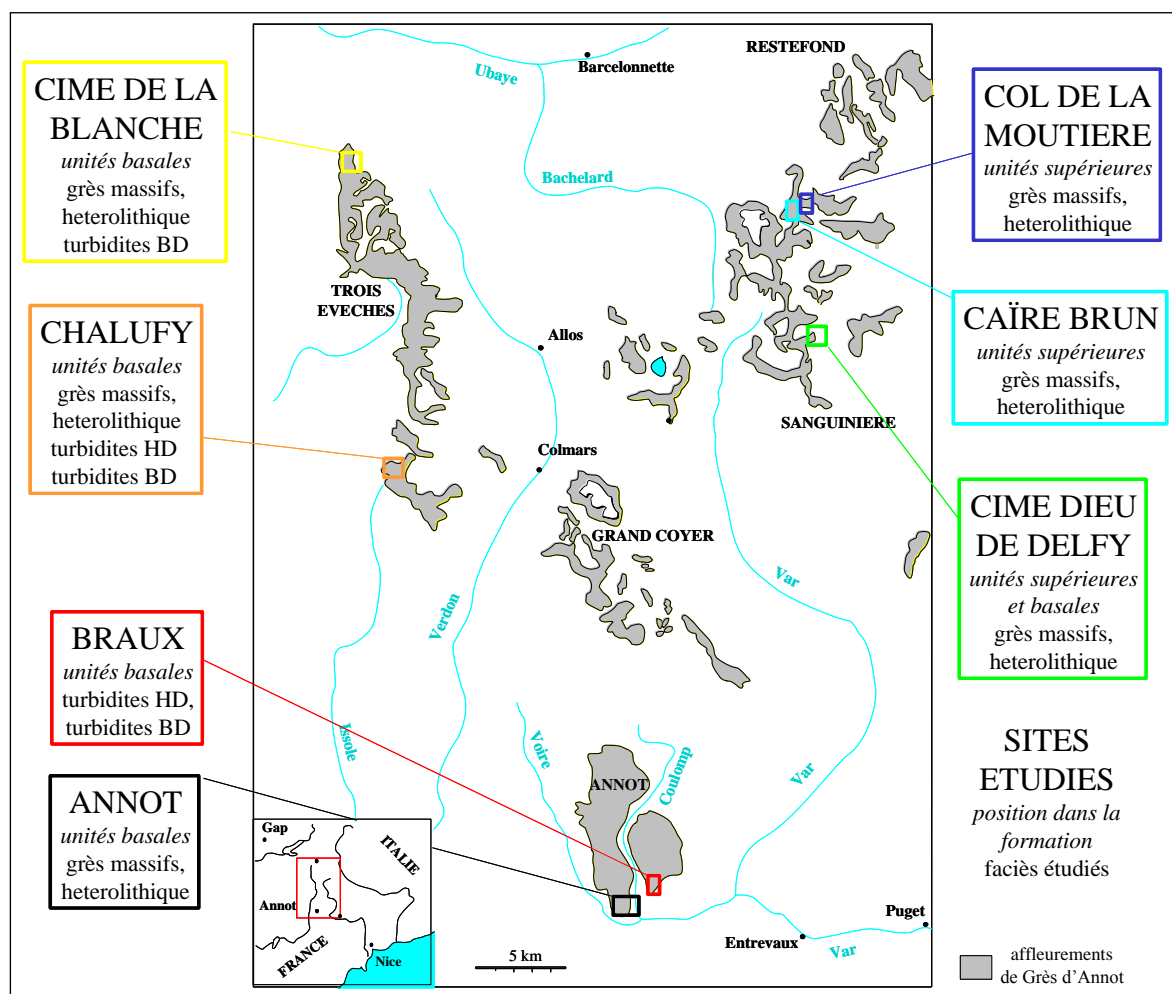 RESTEFOND
Barcelonnette
Ubaye
CIME DE LA
BLANCHE
unités basales
grès massifs,
heterolithique
turbidites BD
COL DE LA
MOUTIERE
unités supérieures
grès massifs,
heterolithique
Bachelard
TROIS
EVECHES
CHALUFY
unités basales
grès massifs,
heterolithique
turbidites HD
turbidites BD
Allos
CAÏRE BRUN
unités supérieures
grès massifs,
heterolithique
SANGUINIERE
Colmars
GRAND COYER
CIME DIEU
DE DELFY
unités supérieures
et basales
grès massifs,
heterolithique
Var
Verdon
BRAUX
unités basales
turbidites HD,
turbidites BD
Issole
Voire
Coulomp
ANNOT
Var
SITES
ETUDIES
position dans la
formation
faciès étudiés
ANNOT
unités basales
grès massifs,
heterolithique
Gap
ITALIE
Annot
FRANCE
Nice
5 km
Entrevaux
Var
Puget
affleurements
de Grès d'Annot